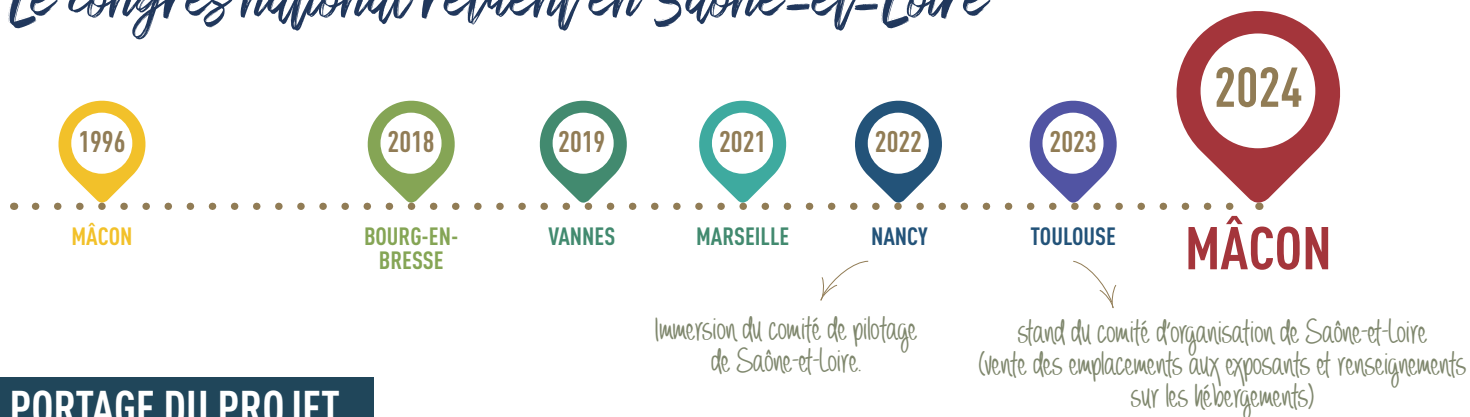 Le congrès national revient en Saône-et-Loire
1996
2018
2019
2021
2022
2023
2024
MÂCON
BOURG-EN-
BRESSE
VANNES
MARSEILLE
NANCY
TOULOUSE
MÂCON
Immersion du comité de pilotage
de Saône-et-Loire.
stand du comité d'organisation de Saône-et-Loire
(vente des emplacements aux exposants et renseignements
sur les hébergements)
PORTAGE DU PROJET